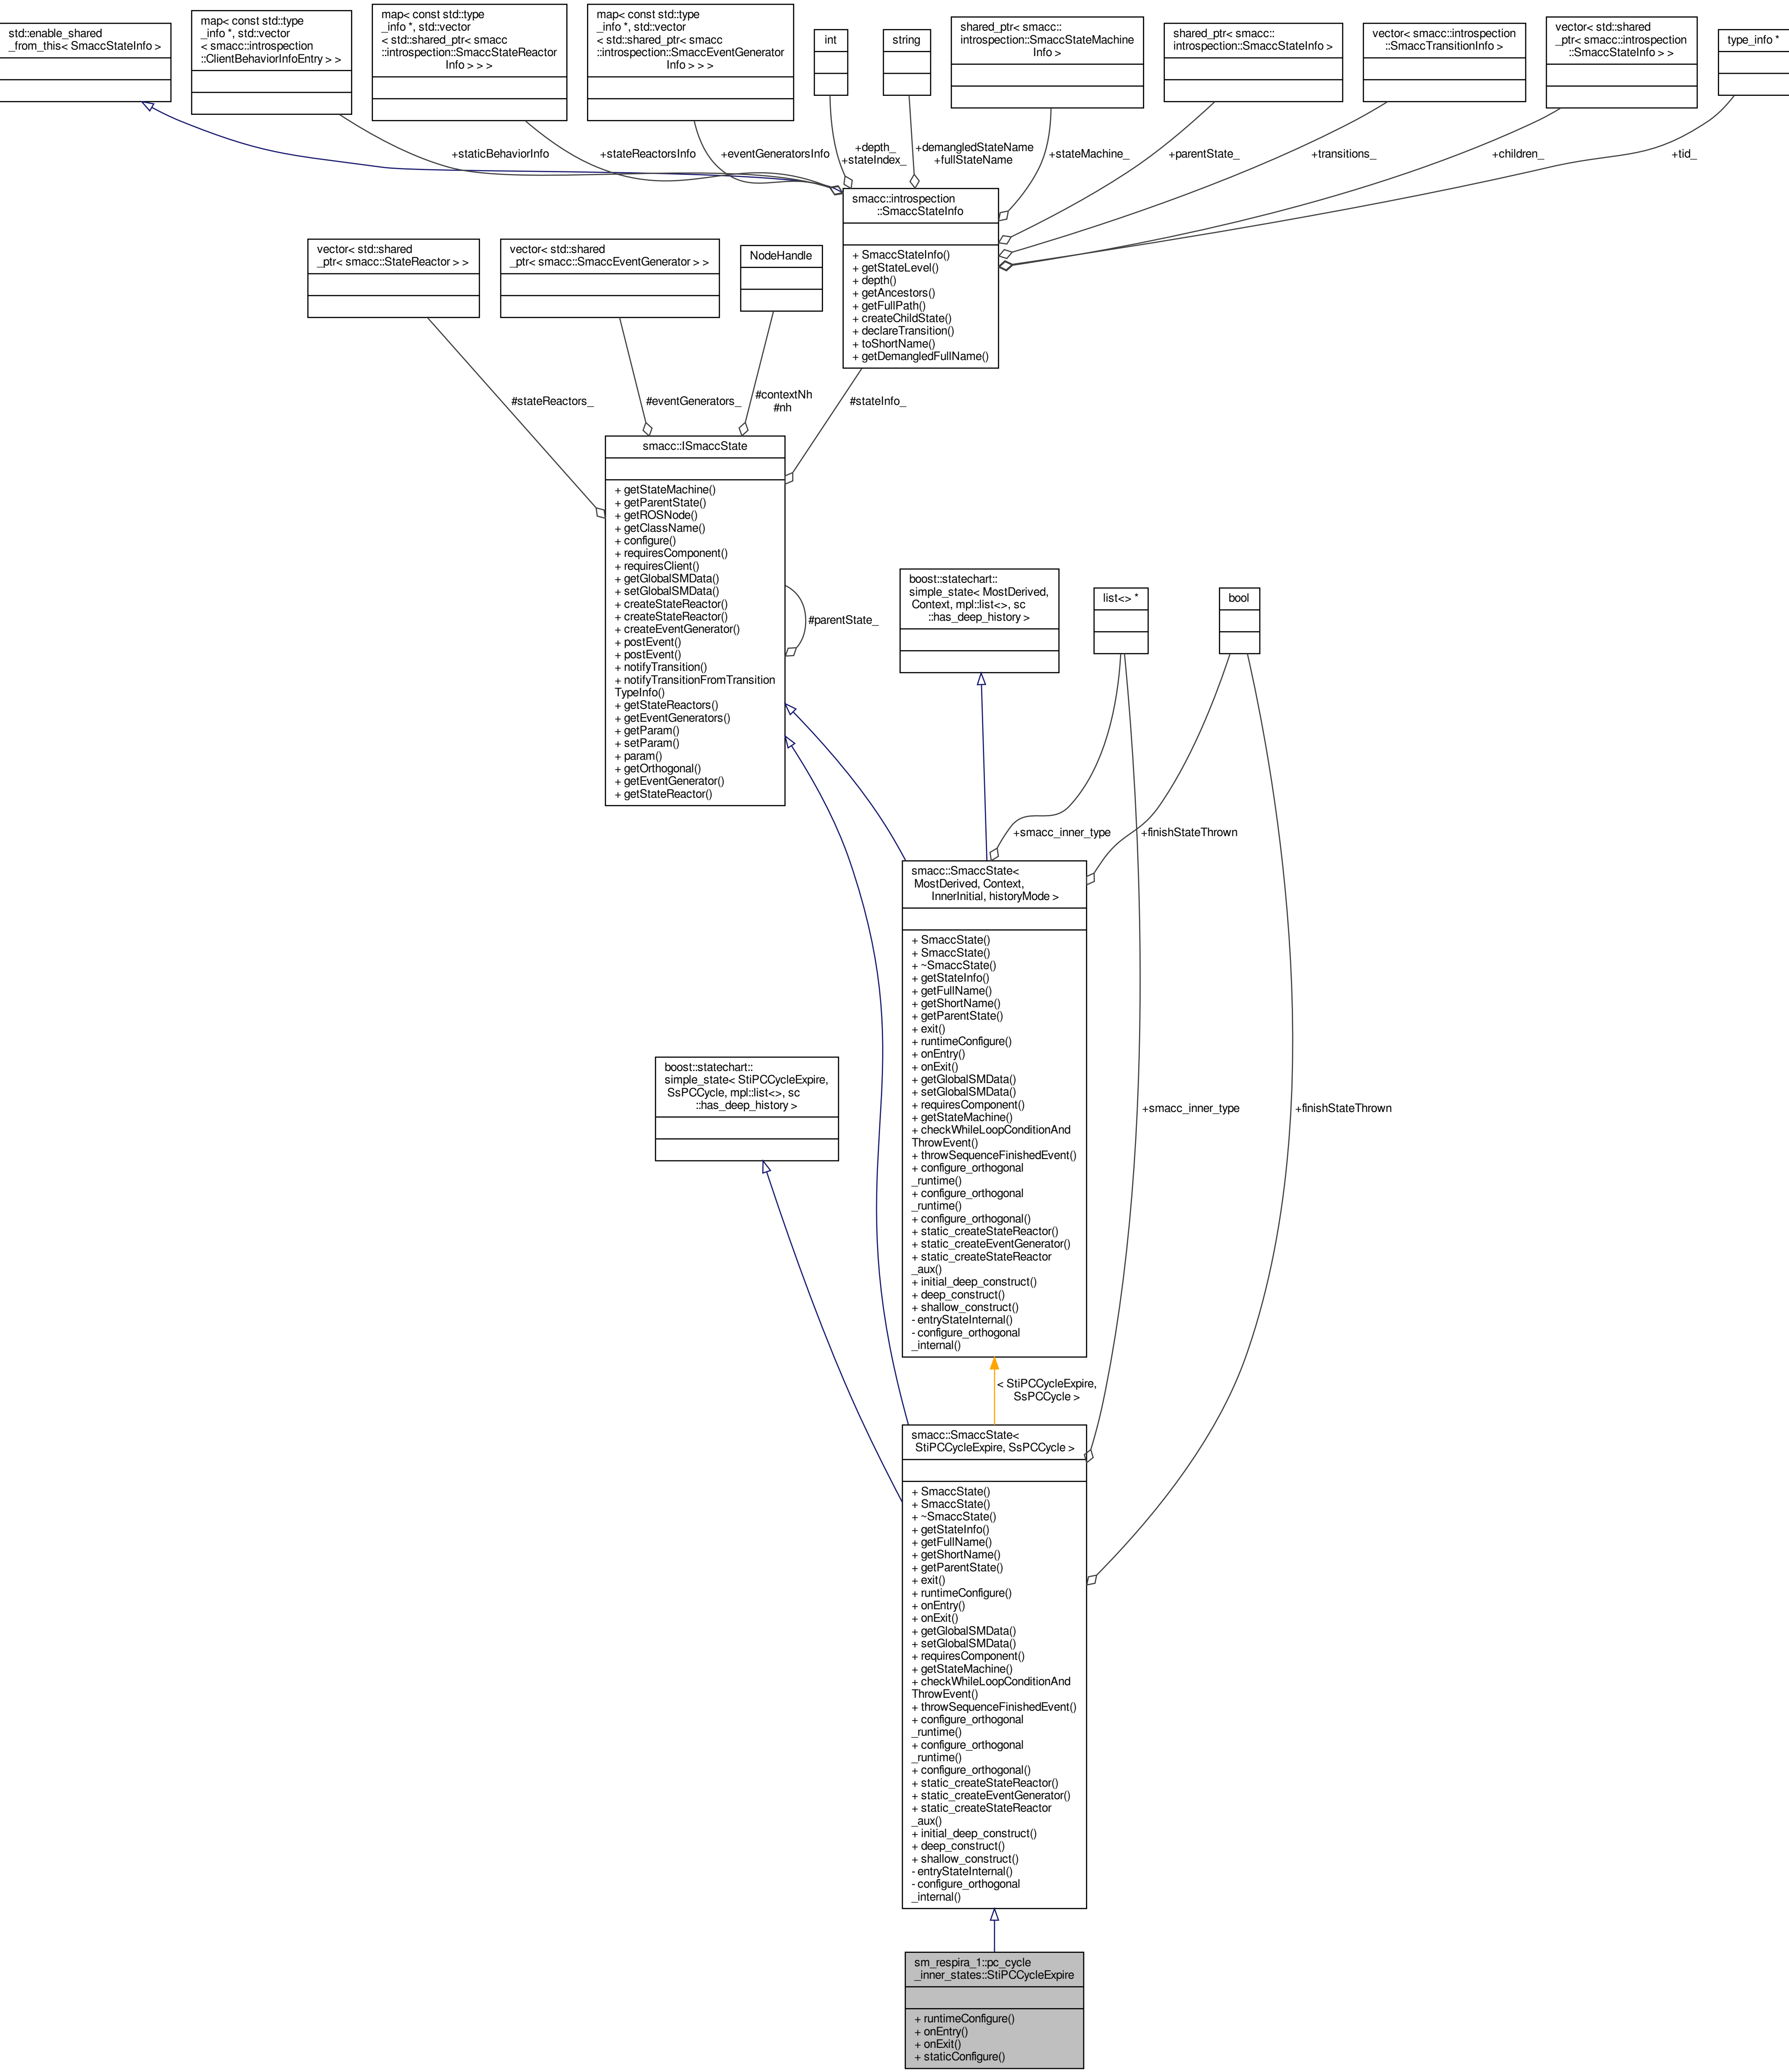 std::enable_shared
_from_this< SmaccStateInfo >
map< const std::type
_info *, std::vector
< smacc::introspection
::ClientBehaviorInfoEntry > >
map< const std::type
_info *, std::vector
< std::shared_ptr< smacc
::introspection::SmaccStateReactor
Info > > >
map< const std::type
_info *, std::vector
< std::shared_ptr< smacc
::introspection::SmaccEventGenerator
Info > > >
int
string
shared_ptr< smacc::
introspection::SmaccStateMachine
Info >
shared_ptr< smacc::
introspection::SmaccStateInfo >
vector< smacc::introspection
::SmaccTransitionInfo >
vector< std::shared
_ptr< smacc::introspection
::SmaccStateInfo > >
type_info *
+staticBehaviorInfo
+stateReactorsInfo
+eventGeneratorsInfo
+depth_
+stateIndex_
+demangledStateName
+fullStateName
+stateMachine_
+parentState_
+transitions_
+children_
+tid_
smacc::introspection
::SmaccStateInfo
+ SmaccStateInfo()
+ getStateLevel()
+ depth()
+ getAncestors()
+ getFullPath()
+ createChildState()
+ declareTransition()
+ toShortName()
+ getDemangledFullName()
vector< std::shared
_ptr< smacc::StateReactor > >
vector< std::shared
_ptr< smacc::SmaccEventGenerator > >
NodeHandle
#stateReactors_
#eventGenerators_
#contextNh
#nh
#stateInfo_
smacc::ISmaccState
+ getStateMachine()
+ getParentState()
+ getROSNode()
+ getClassName()
+ configure()
+ requiresComponent()
+ requiresClient()
+ getGlobalSMData()
+ setGlobalSMData()
+ createStateReactor()
+ createStateReactor()
+ createEventGenerator()
+ postEvent()
+ postEvent()
+ notifyTransition()
+ notifyTransitionFromTransition
TypeInfo()
+ getStateReactors()
+ getEventGenerators()
+ getParam()
+ setParam()
+ param()
+ getOrthogonal()
+ getEventGenerator()
+ getStateReactor()
#parentState_
boost::statechart::
simple_state< MostDerived,
Context, mpl::list<>, sc
::has_deep_history >
list<> *
bool
+smacc_inner_type
+finishStateThrown
smacc::SmaccState<
MostDerived, Context,
InnerInitial, historyMode >
+ SmaccState()
+ SmaccState()
+ ~SmaccState()
+ getStateInfo()
+ getFullName()
+ getShortName()
+ getParentState()
+ exit()
+ runtimeConfigure()
+ onEntry()
+ onExit()
+ getGlobalSMData()
+ setGlobalSMData()
+ requiresComponent()
+ getStateMachine()
+ checkWhileLoopConditionAnd
ThrowEvent()
+ throwSequenceFinishedEvent()
+ configure_orthogonal
_runtime()
+ configure_orthogonal
_runtime()
+ configure_orthogonal()
+ static_createStateReactor()
+ static_createEventGenerator()
+ static_createStateReactor
_aux()
+ initial_deep_construct()
+ deep_construct()
+ shallow_construct()
- entryStateInternal()
- configure_orthogonal
_internal()
boost::statechart::
simple_state< StiPCCycleExpire,
SsPCCycle, mpl::list<>, sc
::has_deep_history >
+smacc_inner_type
+finishStateThrown
< StiPCCycleExpire,
SsPCCycle >
smacc::SmaccState<
StiPCCycleExpire, SsPCCycle >
+ SmaccState()
+ SmaccState()
+ ~SmaccState()
+ getStateInfo()
+ getFullName()
+ getShortName()
+ getParentState()
+ exit()
+ runtimeConfigure()
+ onEntry()
+ onExit()
+ getGlobalSMData()
+ setGlobalSMData()
+ requiresComponent()
+ getStateMachine()
+ checkWhileLoopConditionAnd
ThrowEvent()
+ throwSequenceFinishedEvent()
+ configure_orthogonal
_runtime()
+ configure_orthogonal
_runtime()
+ configure_orthogonal()
+ static_createStateReactor()
+ static_createEventGenerator()
+ static_createStateReactor
_aux()
+ initial_deep_construct()
+ deep_construct()
+ shallow_construct()
- entryStateInternal()
- configure_orthogonal
_internal()
sm_respira_1::pc_cycle
_inner_states::StiPCCycleExpire
+ runtimeConfigure()
+ onEntry()
+ onExit()
+ staticConfigure()